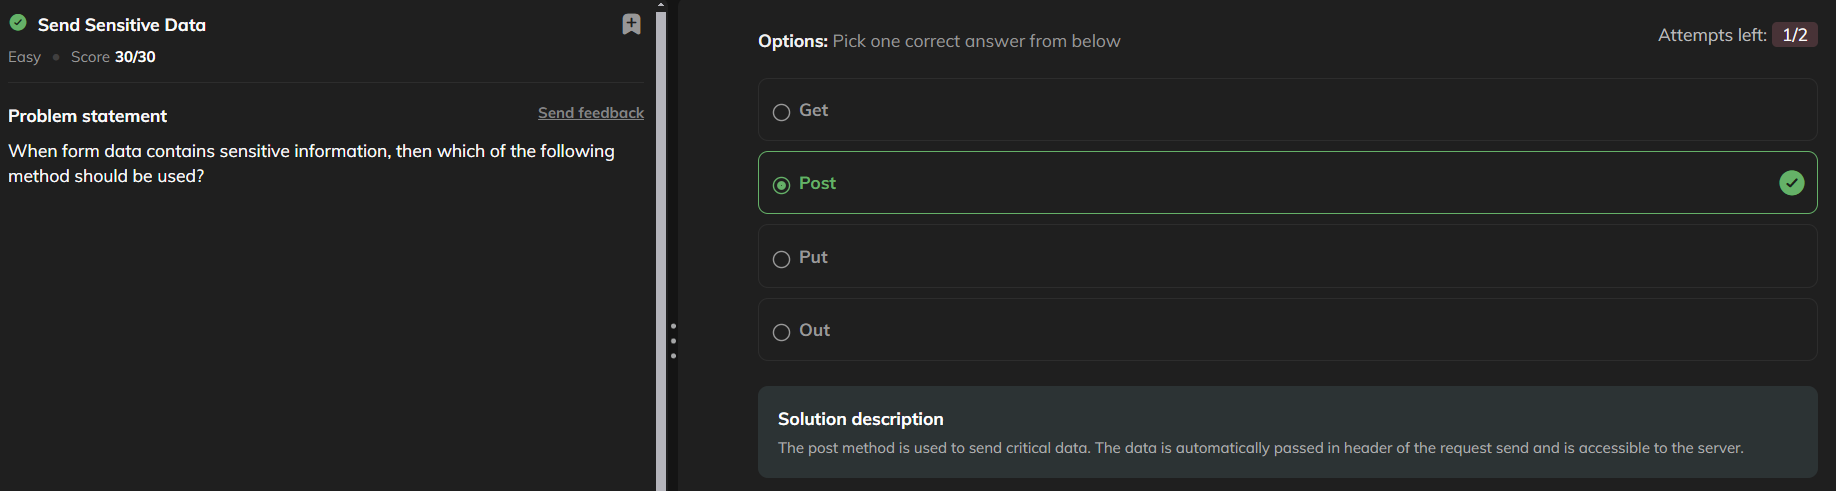 Send Sensitive Data
Easy Score 30/30
Problem statement
Send feedback
When form data contains sensitive information, then which of the following
method should be used?
Options: Pick one correct answer from below
Attempts left: 1/2
Get
Post
Put
Out
Solution description
The post method is used to send critical data. The data is automatically passed in header of the request send and is accessible to the server.